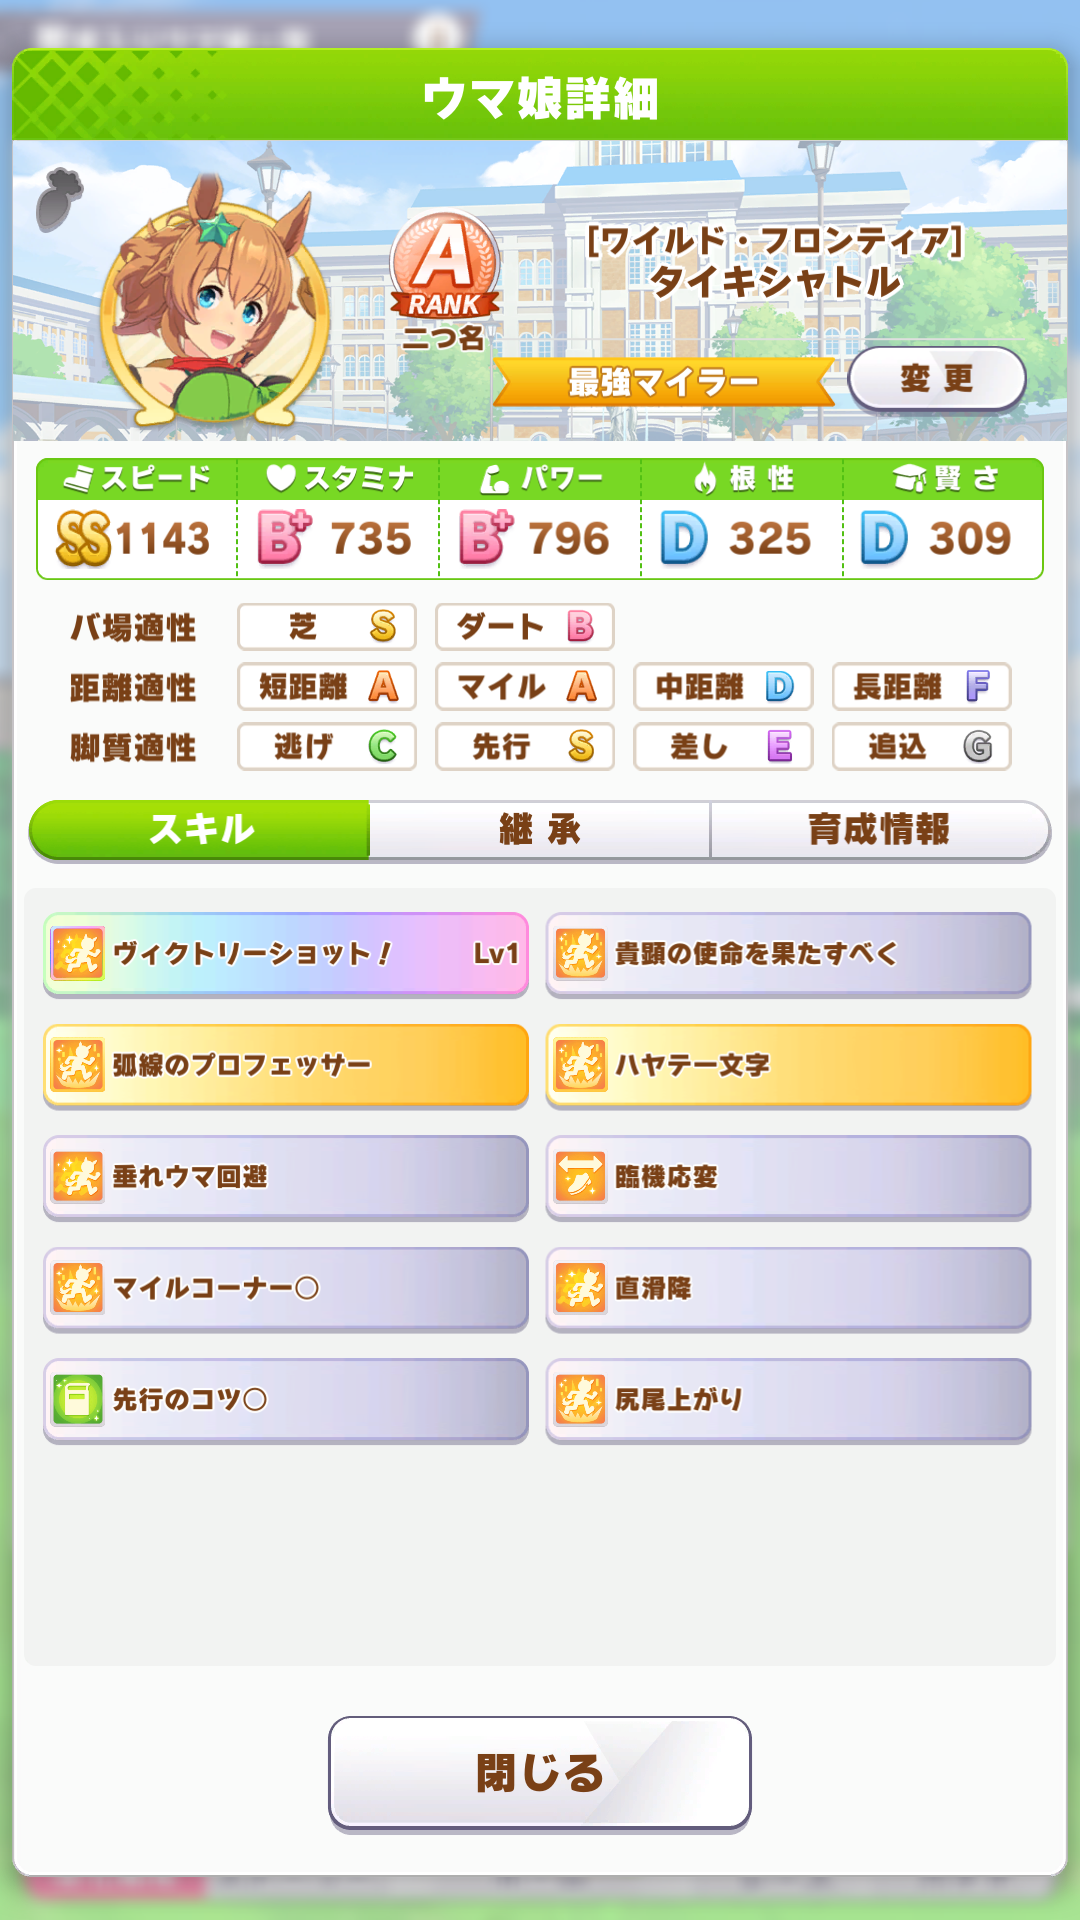 ウマ娘詳細
A
RANK
[ワイルド・フロンティア]
タイキシャトル
二つ名
最強マイラー
変更
スピード スタミナ パワー 根性 賢さ
SS 1143 B+ 735 B+ 796 D 325 D 309
バ場適性 芝 S ダート B
距離適性 短距離 A マイル A 中距離 D 長距離 F
脚質適性 逃げ C 先行 S 差し E 追込 G
スキル 継承 育成情報
ヴィクトリーショット! Lv1 貴顕の使命を果たすべく
弧線のプロフェッサー ハヤテ一文字
垂れウマ回避 臨機応変
マイルコーナー○ 直滑降
先行のコツ○ 尻尾上がり
閉じる